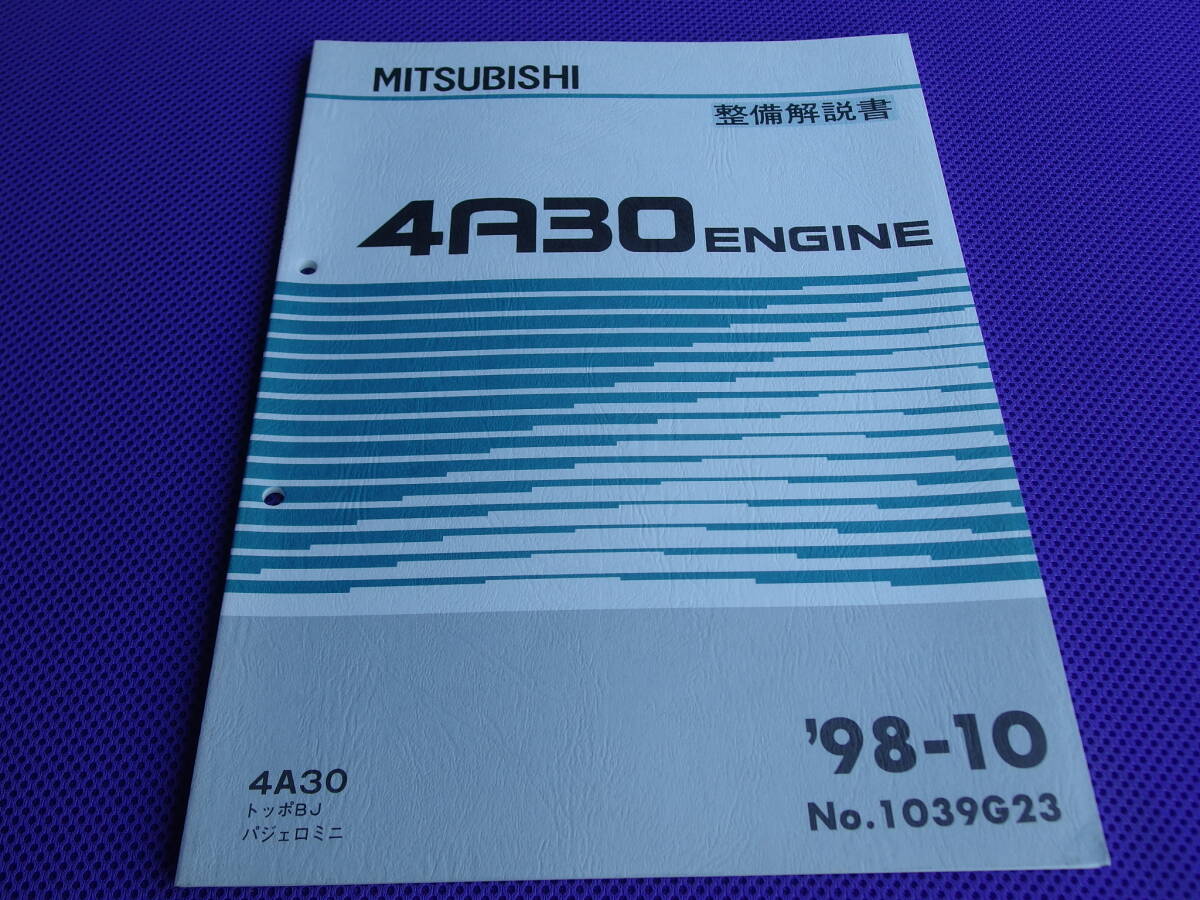 MITSUBISHI
整備解説書
4A30 ENGINE
'98-10
No.1039G23
4A30
トッポBJ
パジェロミニ